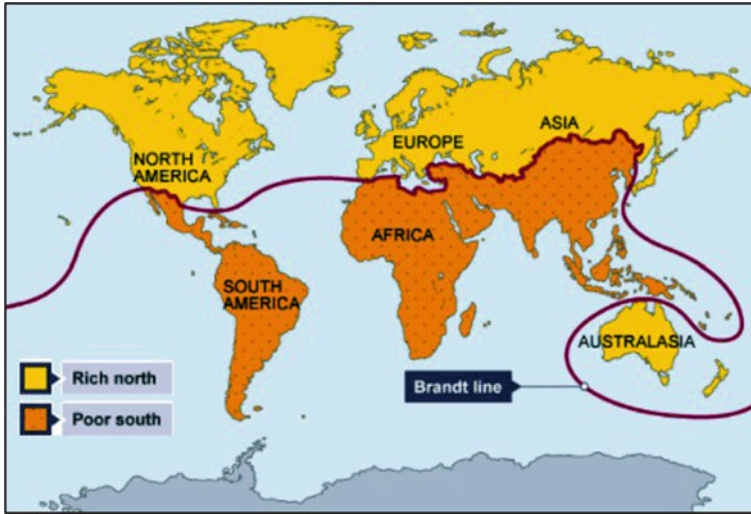 NORTH
AMERICA
EUROPE
ASIA
AFRICA
SOUTH
AMERICA
AUSTRALASIA
Rich north
Poor south
Brandt line